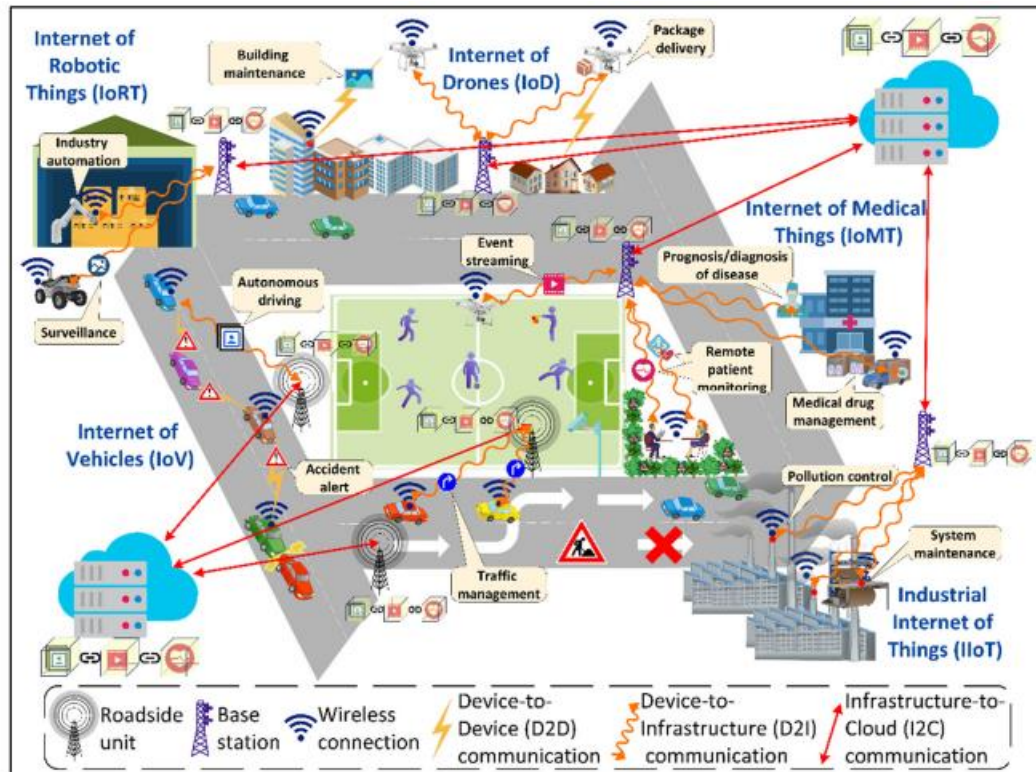 Internet of
Robotic
Things (IoRT)
Building
maintenance
Internet of
Drones (IoD)
Package
delivery
Industry
automation
Internet of Medical
Things (IoMT)
Event
streaming
Prognosis/diagnosis
of disease
Autonomous
driving
Surveillance
Remote
patient
monitoring
Medical drug
management
Internet of
Vehicles (IoV)
Accident
alert
Pollution control
System
maintenance
Traffic
management
Industrial
Internet of
Things (IIoT)
Roadside
unit
Base
station
Wireless
connection
Device-to-
Device (D2D)
communication
Device-to-
Infrastructure (D2I)
communication
Infrastructure-to-
Cloud (I2C)
communication